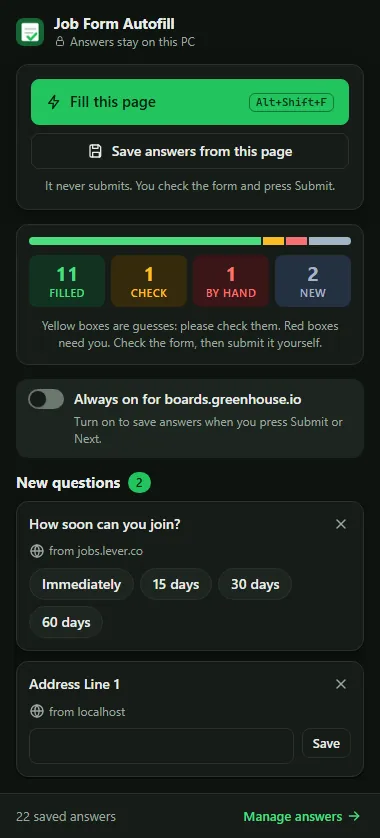 Job Form Autofill
Answers stay on this PC
Fill this page
Alt+Shift+F
Save answers from this page
It never submits. You check the form and press Submit.
11
FILLED
1
CHECK
1
BY HAND
2
NEW
Yellow boxes are guesses: please check them. Red boxes
need you. Check the form, then submit it yourself.
Always on for boards.greenhouse.io
Turn on to save answers when you press Submit or
Next.
New questions 2
How soon can you join?
from jobs.lever.co
Immediately
15 days
30 days
60 days
Address Line 1
from localhost
Save
22 saved answers
Manage answers